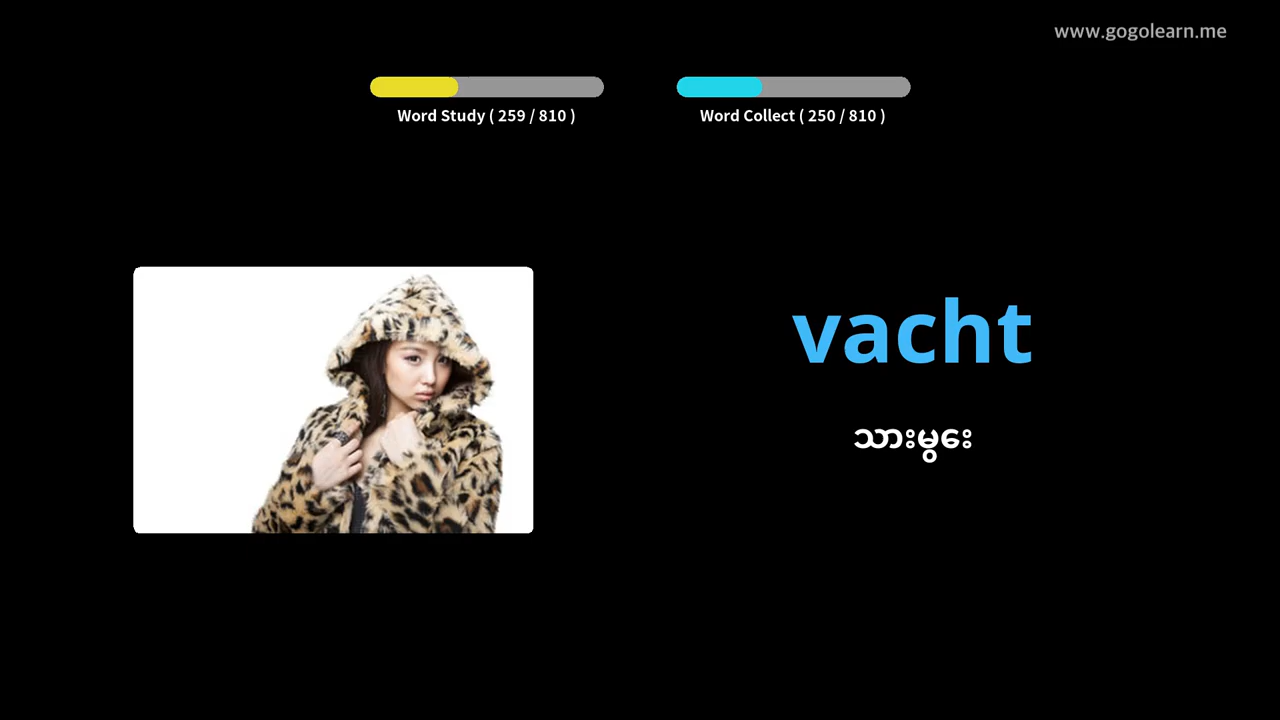 www.gogolearn.me
Word Study ( 259 / 810 )
Word Collect ( 250 / 810 )
vacht
သားမွေး